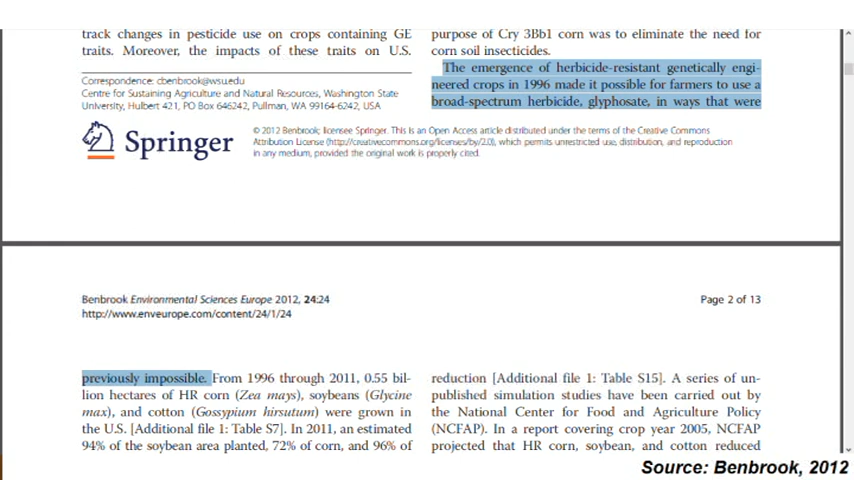 track changes in pesticide use on crops containing GE
traits. Moreover, the impacts of these traits on U.S.
Correspondence: cbenbrook@wsu.edu
Centre for Sustaining Agriculture and Natural Resources, Washington State
University, Hulbert 421, PO Box 646242, Pullman, WA 99164-6242, USA
purpose of Cry 3Bb1 corn was to eliminate the need for
corn soil insecticides.
The emergence of herbicide-resistant genetically engi-
neered crops in 1996 made it possible for farmers to use a
broad-spectrum herbicide, glyphosate, in ways that were
Springer
© 2012 Benbrook; licensee Springer. This is an Open Access article distributed under the terms of the Creative Commons
Attribution License (http://creativecommons.org/licenses/by/2.0), which permits unrestricted use, distribution, and reproduction
in any medium, provided the original work is properly cited.
Benbrook Environmental Sciences Europe 2012, 24:24
http://www.enveurope.com/content/24/1/24
Page 2 of 13
previously impossible. From 1996 through 2011, 0.55 bil-
lion hectares of HR corn (Zea mays), soybeans (Glycine
max), and cotton (Gossypium hirsutum) were grown in
the U.S. [Additional file 1: Table S7]. In 2011, an estimated
94% of the soybean area planted, 72% of corn, and 96% of
reduction [Additional file 1: Table S15]. A series of un-
published simulation studies have been carried out by
the National Center for Food and Agriculture Policy
(NCFAP). In a report covering crop year 2005, NCFAP
projected that HR corn, soybean, and cotton reduced
Source: Benbrook, 2012